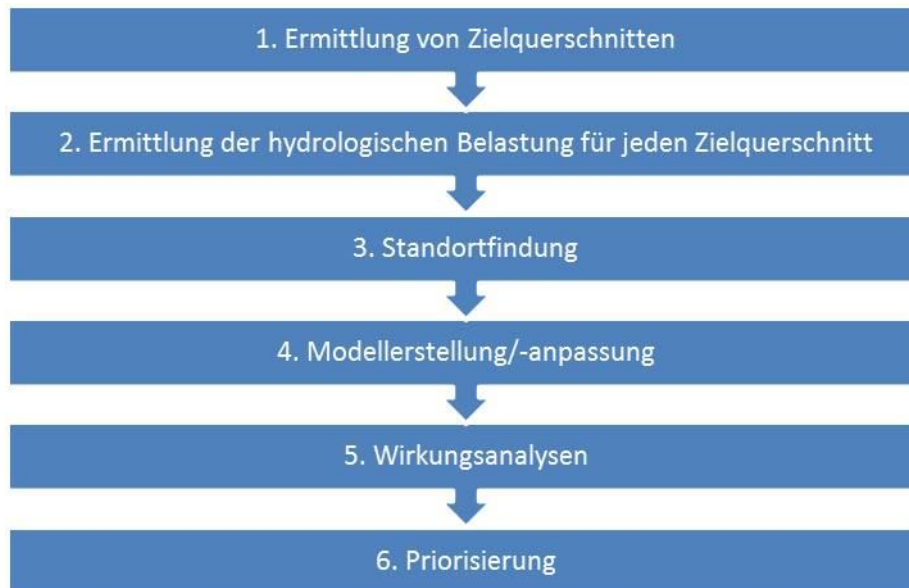 1. Ermittlung von Zielquerschnitten
2. Ermittlung der hydrologischen Belastung für jeden Zielquerschnitt
3. Standortfindung
4. Modellerstellung/-anpassung
5. Wirkungsanalysen
6. Priorisierung